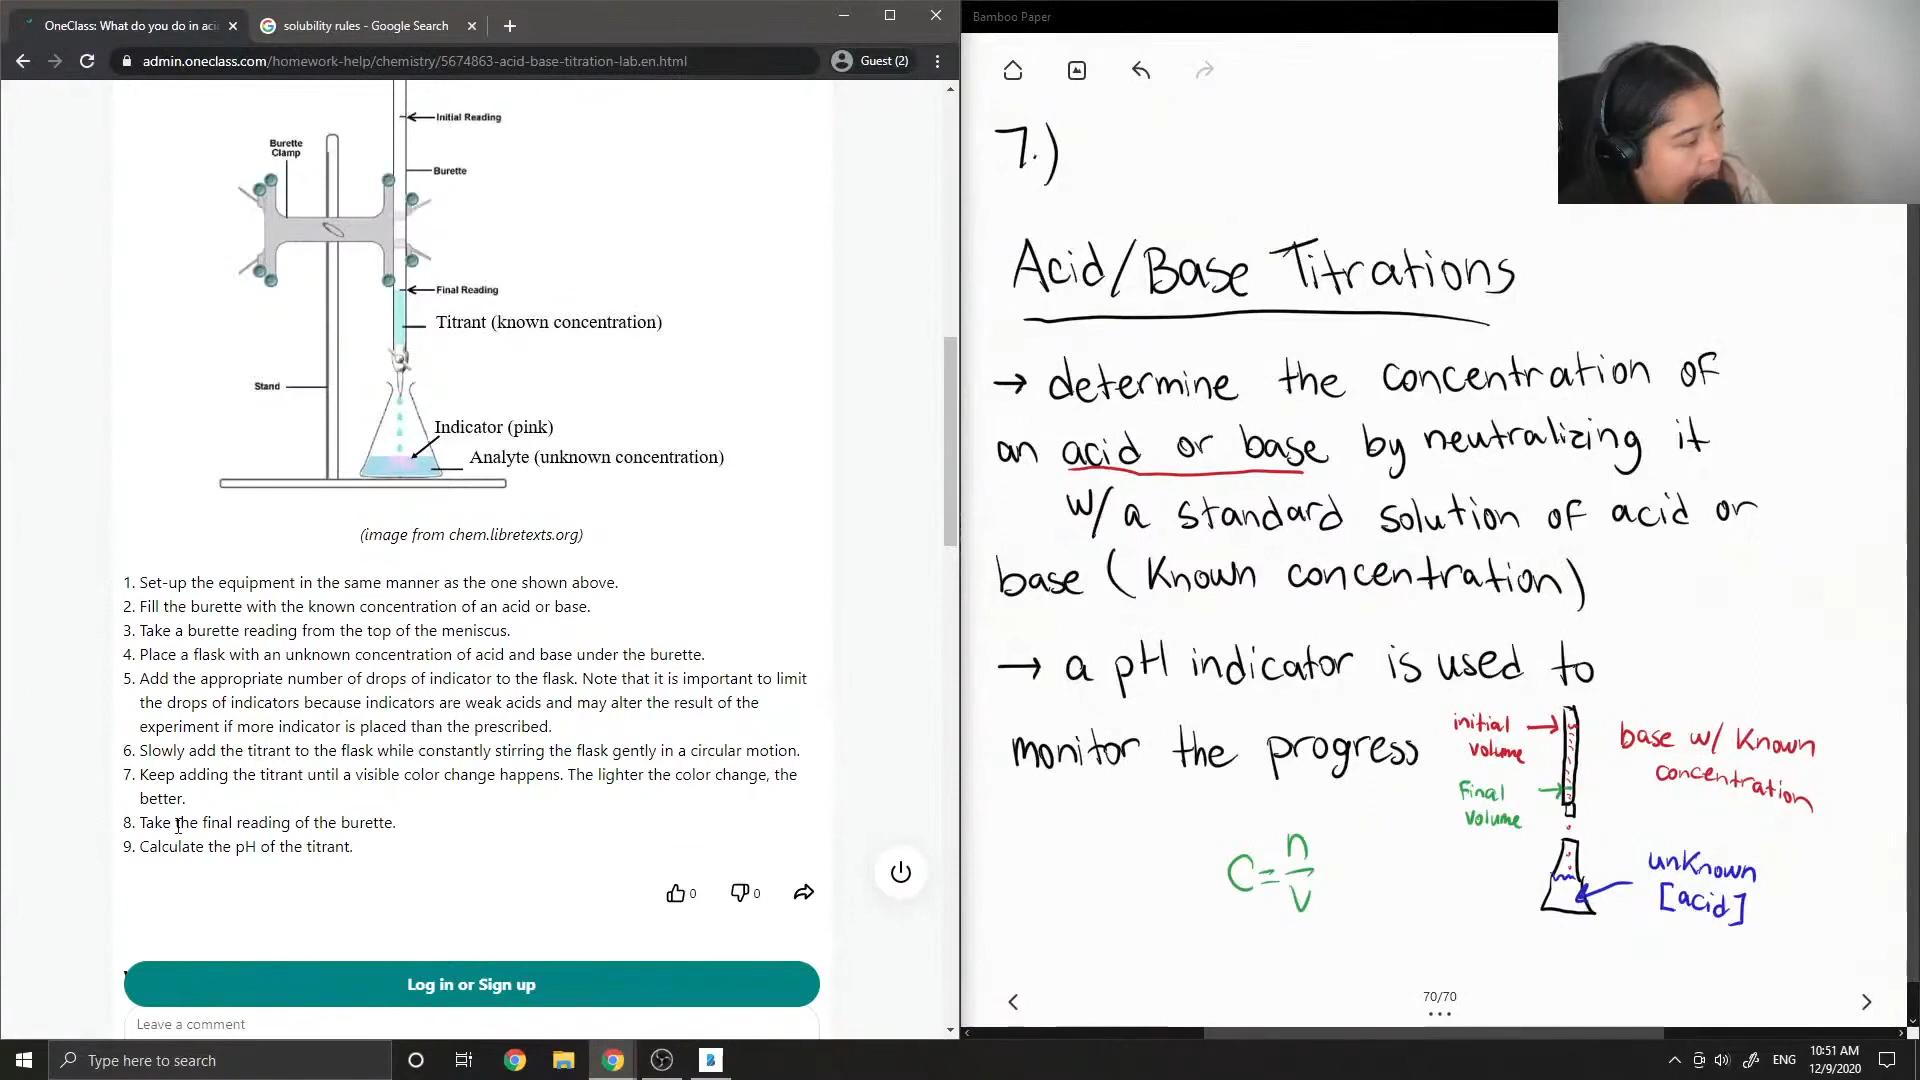 OneClass: What do you do in aci
solubility rules - Google Search
admin.oneclass.com/homework-help/chemistry/5674863-acid-base-titration-lab.en.html
Guest (2)
Initial Reading
Burette
Clamp
Burette
Final Reading
Titrant (known concentration)
Stand
Indicator (pink)
Analyte (unknown concentration)
(image from chem.libretexts.org)
1. Set-up the equipment in the same manner as the one shown above.
2. Fill the burette with the known concentration of an acid or base.
3. Take a burette reading from the top of the meniscus.
4. Place a flask with an unknown concentration of acid and base under the burette.
5. Add the appropriate number of drops of indicator to the flask. Note that it is important to limit
the drops of indicators because indicators are weak acids and may alter the result of the
experiment if more indicator is placed than the prescribed.
6. Slowly add the titrant to the flask while constantly stirring the flask gently in a circular motion.
7. Keep adding the titrant until a visible color change happens. The lighter the color change, the
better.
8. Take the final reading of the burette.
9. Calculate the pH of the titrant.
0
0
Log in or Sign up
Leave a comment
Bamboo Paper
7.)
Acid/Base Titrations
→ determine the concentration of
an acid or base by neutralizing it
w/ a standard solution of acid or
base (Known concentration)
→ a pH indicator is used to
monitor the progress
initial
volume
base w/ Known
concentration
Final
volume
C = n/V
unknown
[acid]
70/70
Type here to search
ENG
10:51 AM
12/9/2020